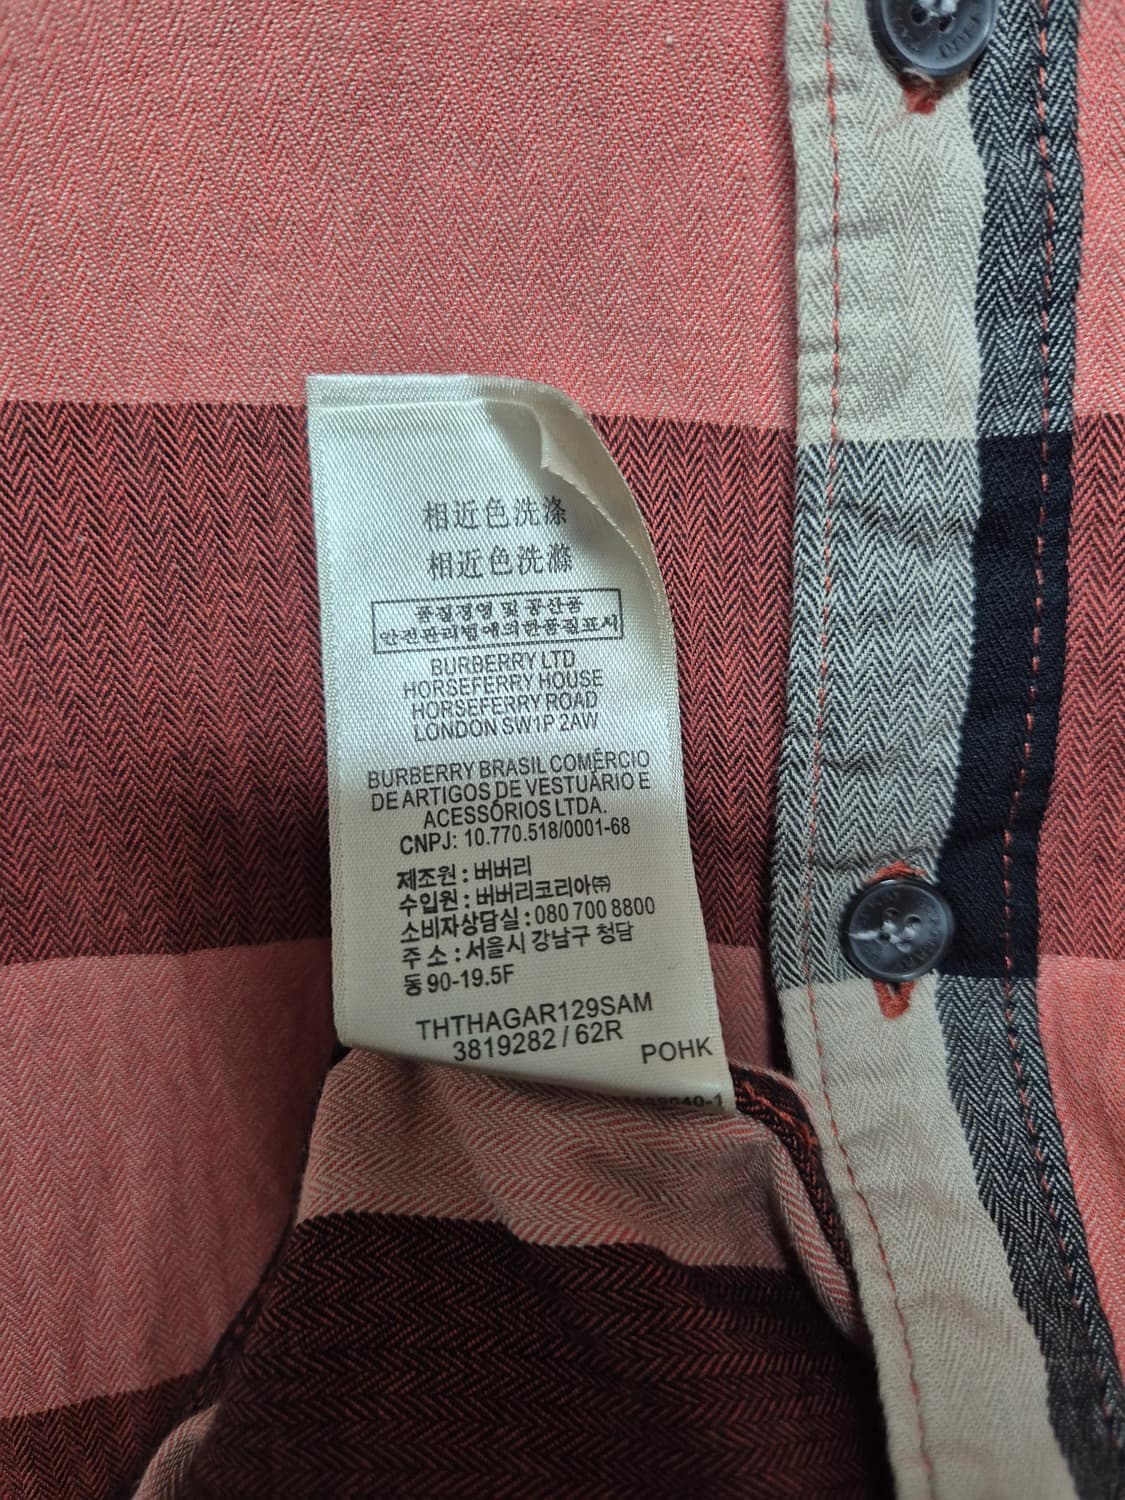 相近色洗涤
相近色洗滌
품질경영 및 공산품
안전관리법에의한품질표시
BURBERRY LTD
HORSEFERRY HOUSE
HORSEFERRY ROAD
LONDON SW1P 2AW
BURBERRY BRASIL COMÉRCIO
DE ARTIGOS DE VESTUÁRIO E
ACESSÓRIOS LTDA.
CNPJ: 10.770.518/0001-68
제조원 : 버버리
수입원 : 버버리코리아㈜
소비자상담실 : 080 700 8800
주 소 : 서울시 강남구 청담
동 90-19.5F
THTHAGAR129SAM
3819282 / 62R
POHK